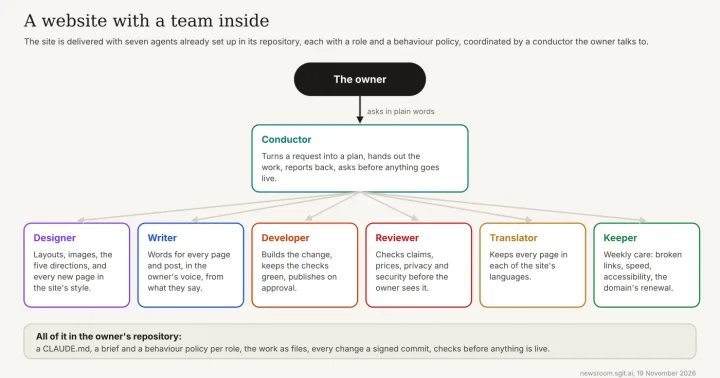 A website with a team inside
The site is delivered with seven agents already set up in its repository, each with a role and a behaviour policy, coordinated by a conductor the owner talks to.
The owner
asks in plain words
Conductor
Turns a request into a plan, hands out the
work, reports back, asks before anything goes
live.
Designer
Layouts, images, the
five directions, and
every new page in
the site's style.
Writer
Words for every page
and post, in the
owner's voice, from
what they say.
Developer
Builds the change,
keeps the checks
green, publishes on
approval.
Reviewer
Checks claims,
prices, privacy and
security before the
owner sees it.
Translator
Keeps every page in
each of the site's
languages.
Keeper
Weekly care: broken
links, speed,
accessibility, the
domain's renewal.
All of it in the owner's repository:
a CLAUDE.md, a brief and a behaviour policy per role, the work as files, every change a signed commit, checks before anything is live.
newsroom.sgit.ai, 19 November 2026